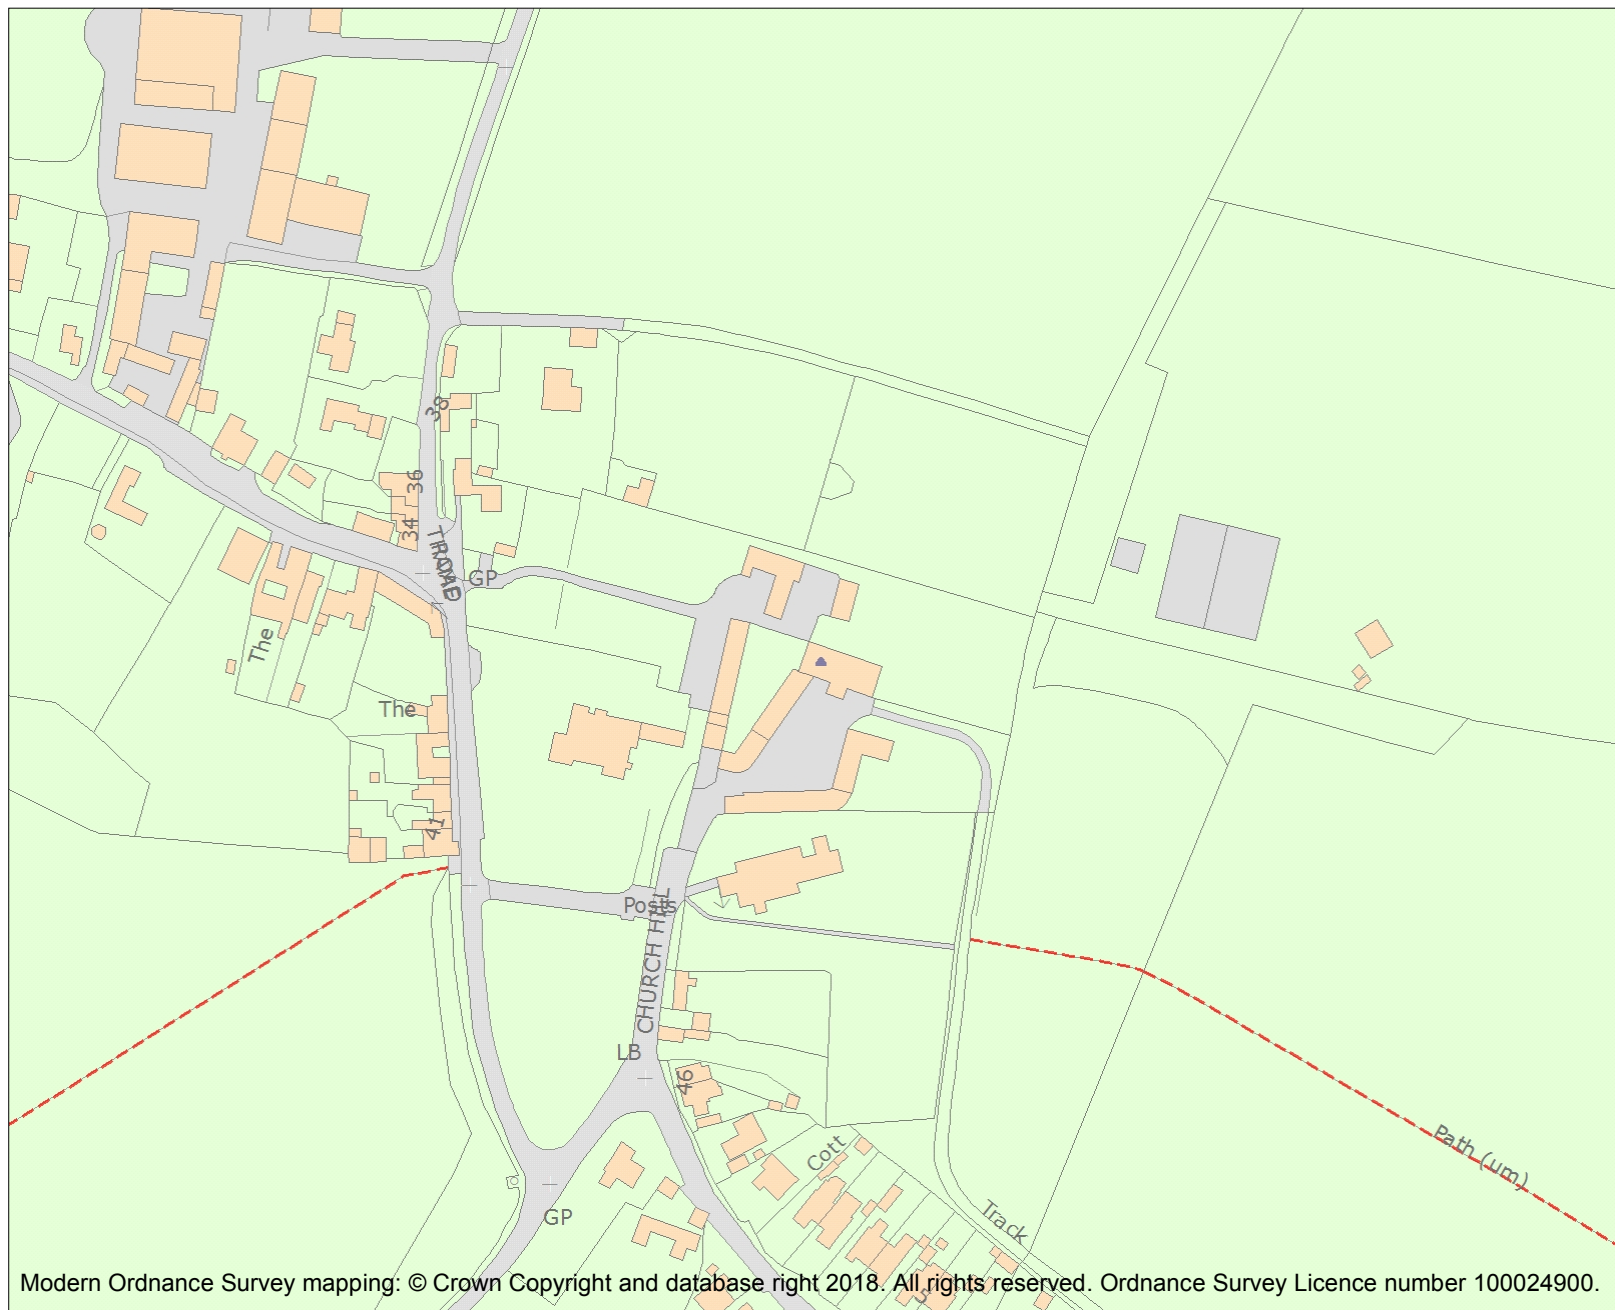 38
36
34
GP
The
The
41
Posts
CHURCH HILL
LB
46
Cott
Path (um)
Track
GP
5
Modern Ordnance Survey mapping: © Crown Copyright and database right 2018. All rights reserved. Ordnance Survey Licence number 100024900.